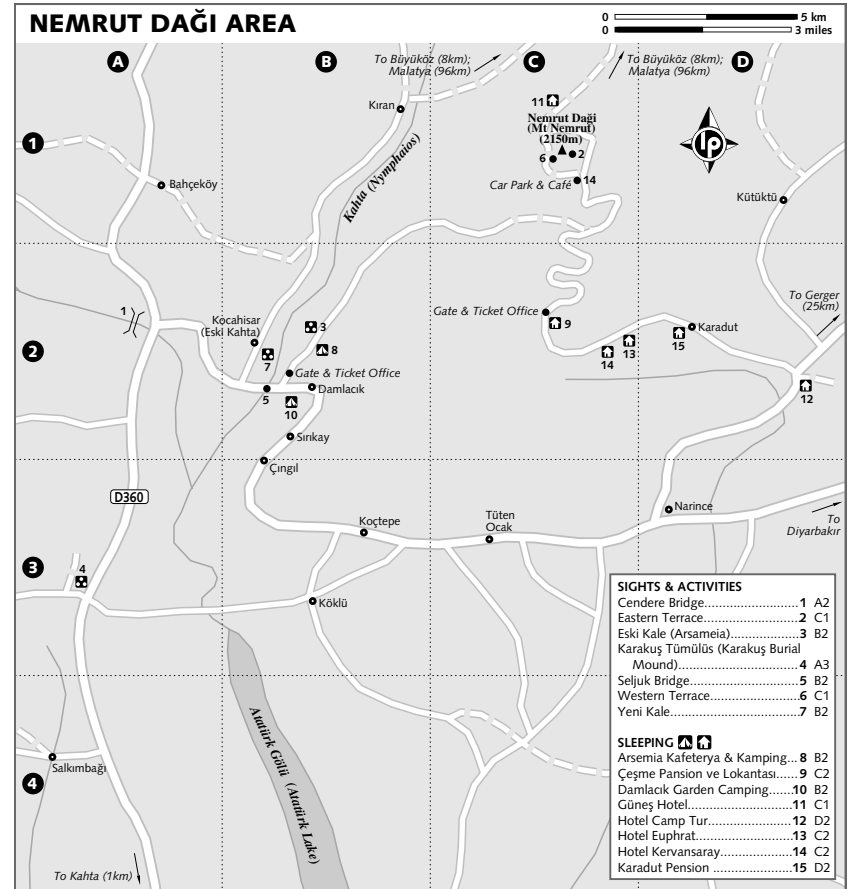 NEMRUT DAĞI AREA
0 5 km
0 3 miles
A
B
C
D
To Büyüköz (8km);
Malatya (96km)
To Büyüköz (8km);
Malatya (96km)
Kıran
11
Nemrut Daği
(Mt Nemrut)
(2150m)
6
2
Car Park & Café
14
lp
1
Bahçeköy
Kahta (Nymphaios)
Kütüktü
1
Kocahisar
(Eski Kahta)
3
8
7
Gate & Ticket Office
5
Damlacık
10
Sırıkay
Çıngıl
Gate & Ticket Office
9
14
13
15
Karadut
To Gerger
(25km)
12
2
D360
Koçtepe
Tüten
Ocak
Narince
To
Diyarbakır
3
4
Köklü
Atatürk Gölü (Atatürk Lake)
4
Salkımbağı
To Kahta (1km)
SIGHTS & ACTIVITIES
Cendere Bridge............................1 A2
Eastern Terrace............................2 C1
Eski Kale (Arsameia)....................3 B2
Karakuş Tümülüs (Karakuş Burial
Mound)....................................4 A3
Seljuk Bridge................................5 B2
Western Terrace..........................6 C1
Yeni Kale......................................7 B2
SLEEPING
Arsemia Kafeterya & Kamping...8 B2
Çeşme Pansion ve Lokantası......9 C2
Damlacık Garden Camping......10 B2
Güneş Hotel..............................11 C1
Hotel Camp Tur........................12 D2
Hotel Euphrat...........................13 C2
Hotel Kervansaray....................14 C2
Karadut Pension .......................15 D2